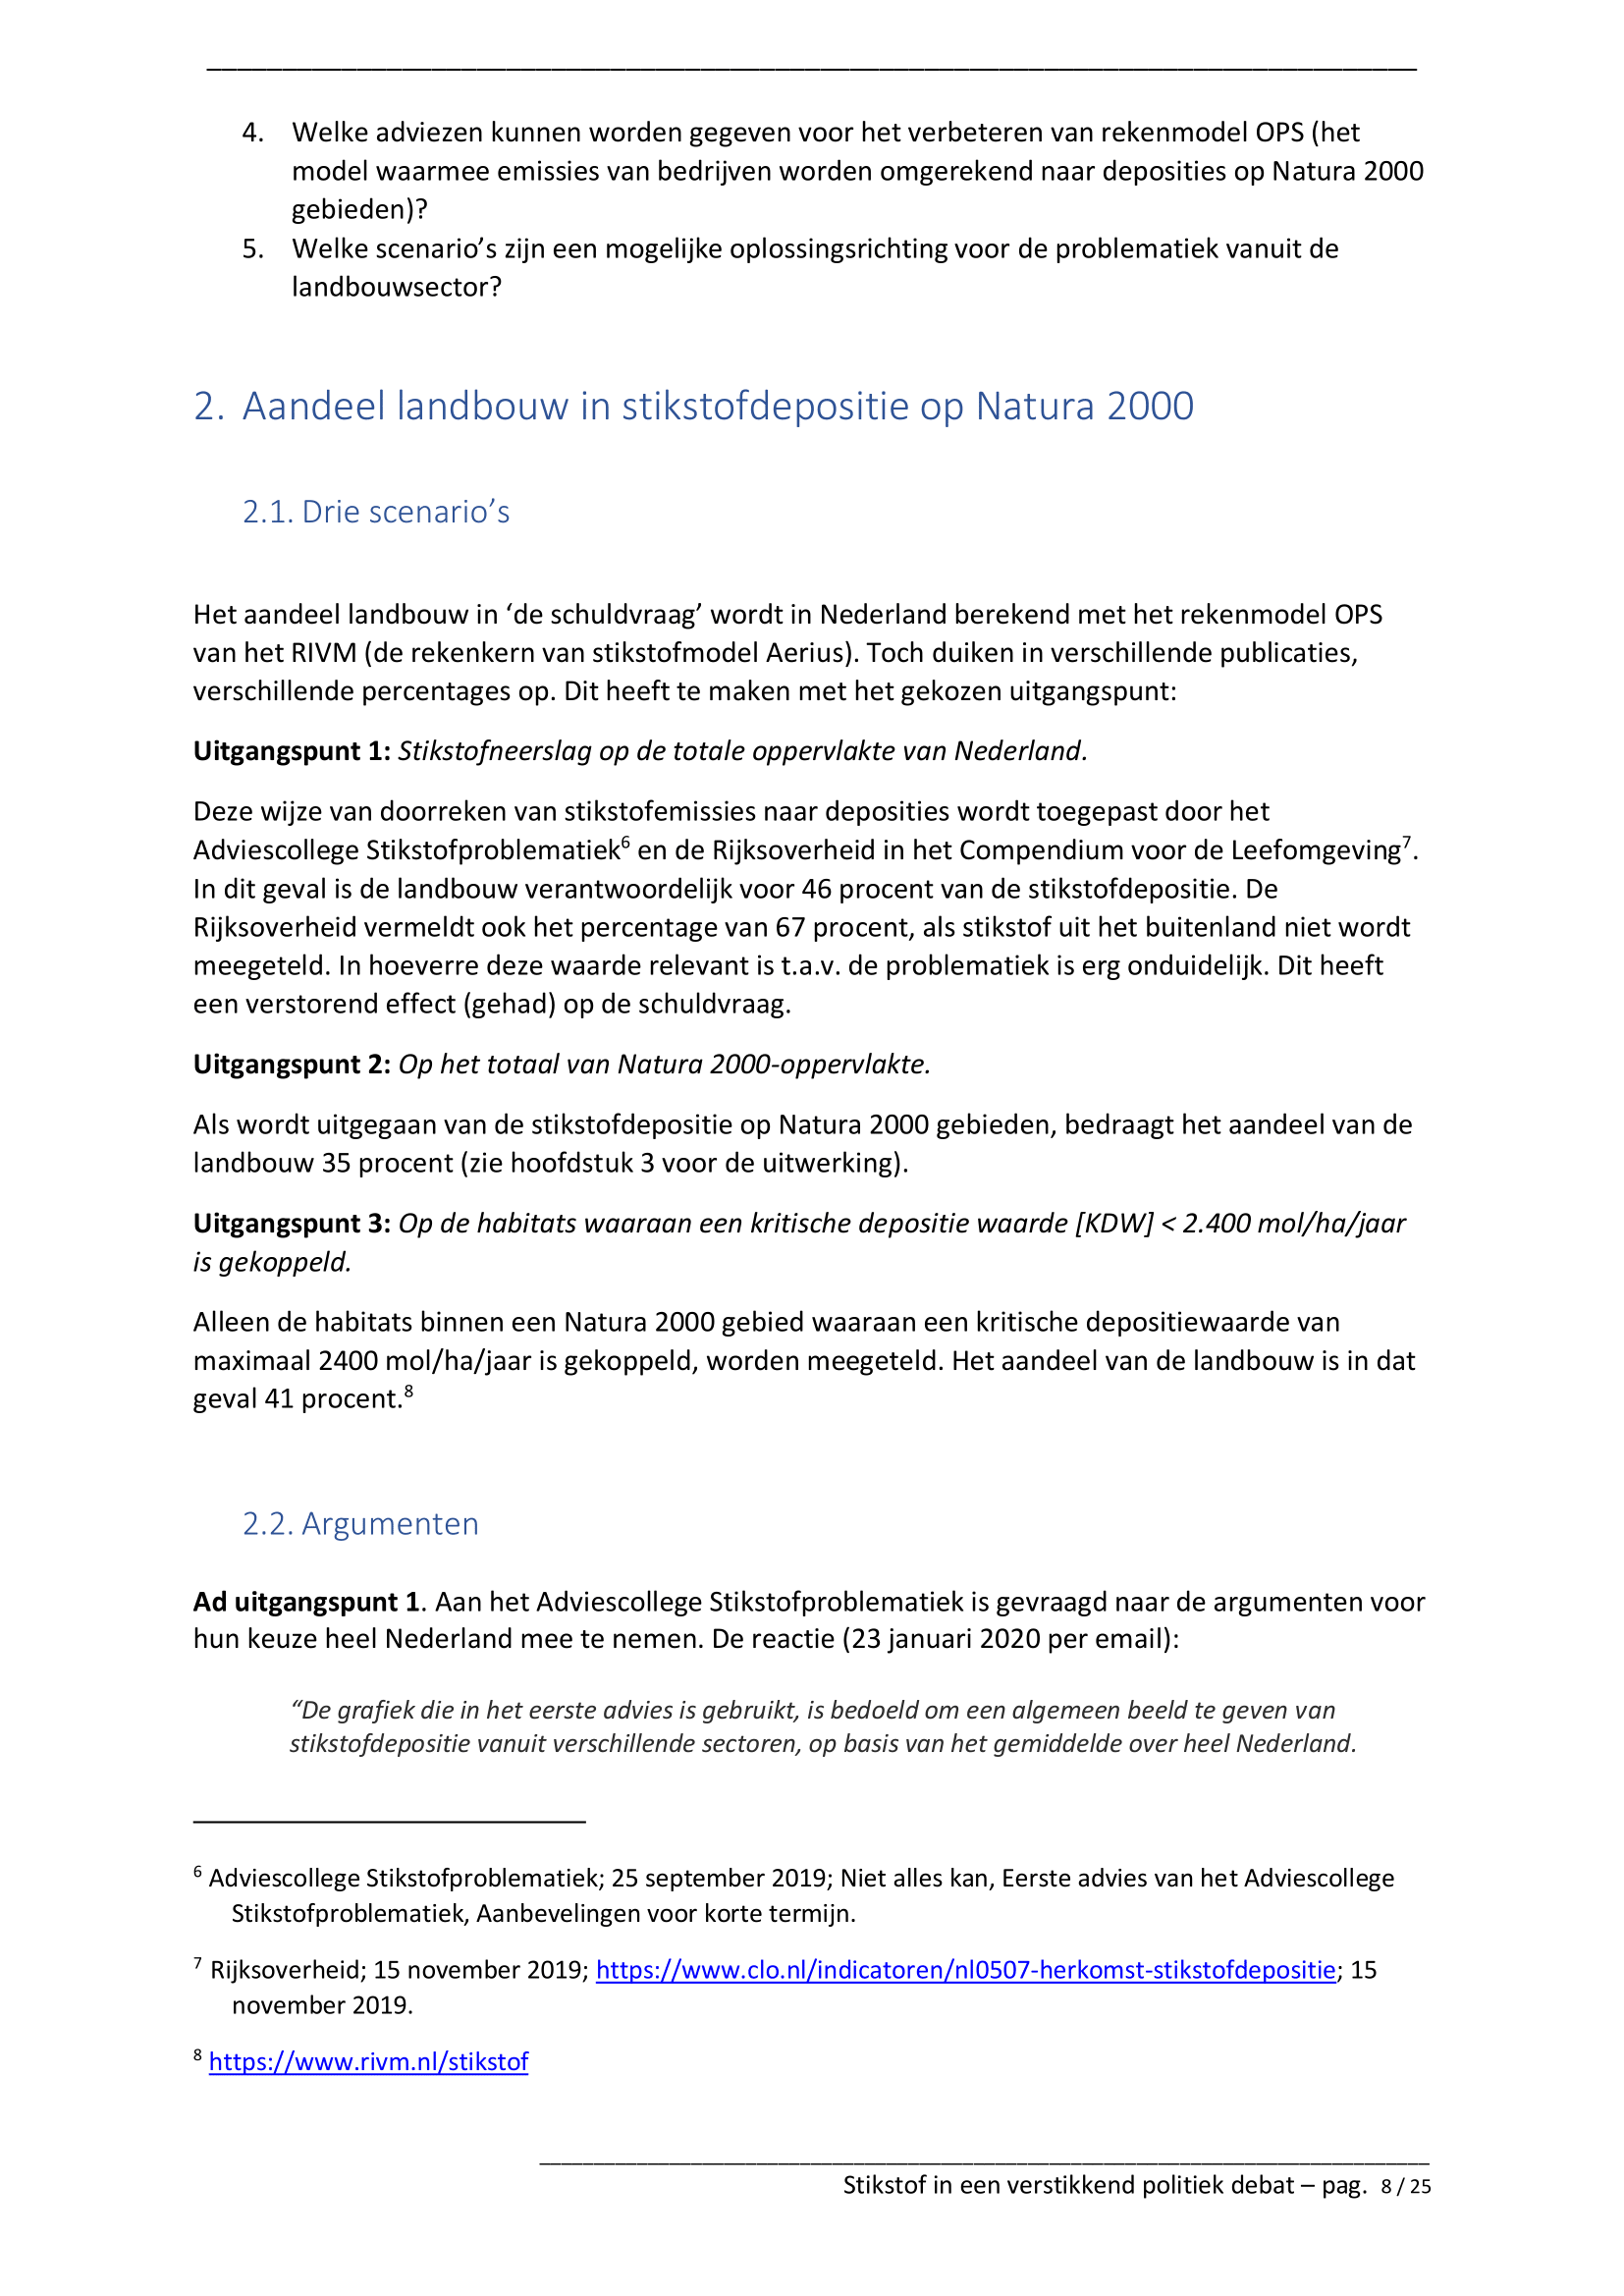 4. Welke adviezen kunnen worden gegeven voor het verbeteren van rekenmodel OPS (het
model waarmee emissies van bedrijven worden omgerekend naar deposities op Natura 2000
gebieden)?
5. Welke scenario’s zijn een mogelijke oplossingsrichting voor de problematiek vanuit de
landbouwsector?
2. Aandeel landbouw in stikstofdepositie op Natura 2000
2.1. Drie scenario’s
Het aandeel landbouw in ‘de schuldvraag’ wordt in Nederland berekend met het rekenmodel OPS
van het RIVM (de rekenkern van stikstofmodel Aerius). Toch duiken in verschillende publicaties,
verschillende percentages op. Dit heeft te maken met het gekozen uitgangspunt:
Uitgangspunt 1: Stikstofneerslag op de totale oppervlakte van Nederland.
Deze wijze van doorreken van stikstofemissies naar deposities wordt toegepast door het
Adviescollege Stikstofproblematiek6 en de Rijksoverheid in het Compendium voor de Leefomgeving7.
In dit geval is de landbouw verantwoordelijk voor 46 procent van de stikstofdepositie. De
Rijksoverheid vermeldt ook het percentage van 67 procent, als stikstof uit het buitenland niet wordt
meegeteld. In hoeverre deze waarde relevant is t.a.v. de problematiek is erg onduidelijk. Dit heeft
een verstorend effect (gehad) op de schuldvraag.
Uitgangspunt 2: Op het totaal van Natura 2000-oppervlakte.
Als wordt uitgegaan van de stikstofdepositie op Natura 2000 gebieden, bedraagt het aandeel van de
landbouw 35 procent (zie hoofdstuk 3 voor de uitwerking).
Uitgangspunt 3: Op de habitats waaraan een kritische depositie waarde [KDW] < 2.400 mol/ha/jaar
is gekoppeld.
Alleen de habitats binnen een Natura 2000 gebied waaraan een kritische depositiewaarde van
maximaal 2400 mol/ha/jaar is gekoppeld, worden meegeteld. Het aandeel van de landbouw is in dat
geval 41 procent.8
2.2. Argumenten
Ad uitgangspunt 1. Aan het Adviescollege Stikstofproblematiek is gevraagd naar de argumenten voor
hun keuze heel Nederland mee te nemen. De reactie (23 januari 2020 per email):
“De grafiek die in het eerste advies is gebruikt, is bedoeld om een algemeen beeld te geven van
stikstofdepositie vanuit verschillende sectoren, op basis van het gemiddelde over heel Nederland.
6 Adviescollege Stikstofproblematiek; 25 september 2019; Niet alles kan, Eerste advies van het Adviescollege
Stikstofproblematiek, Aanbevelingen voor korte termijn.
7 Rijksoverheid; 15 november 2019; https://www.clo.nl/indicatoren/nl0507-herkomst-stikstofdepositie; 15
november 2019.
8 https://www.rivm.nl/stikstof
Stikstof in een verstikkend politiek debat – pag. 8 / 25